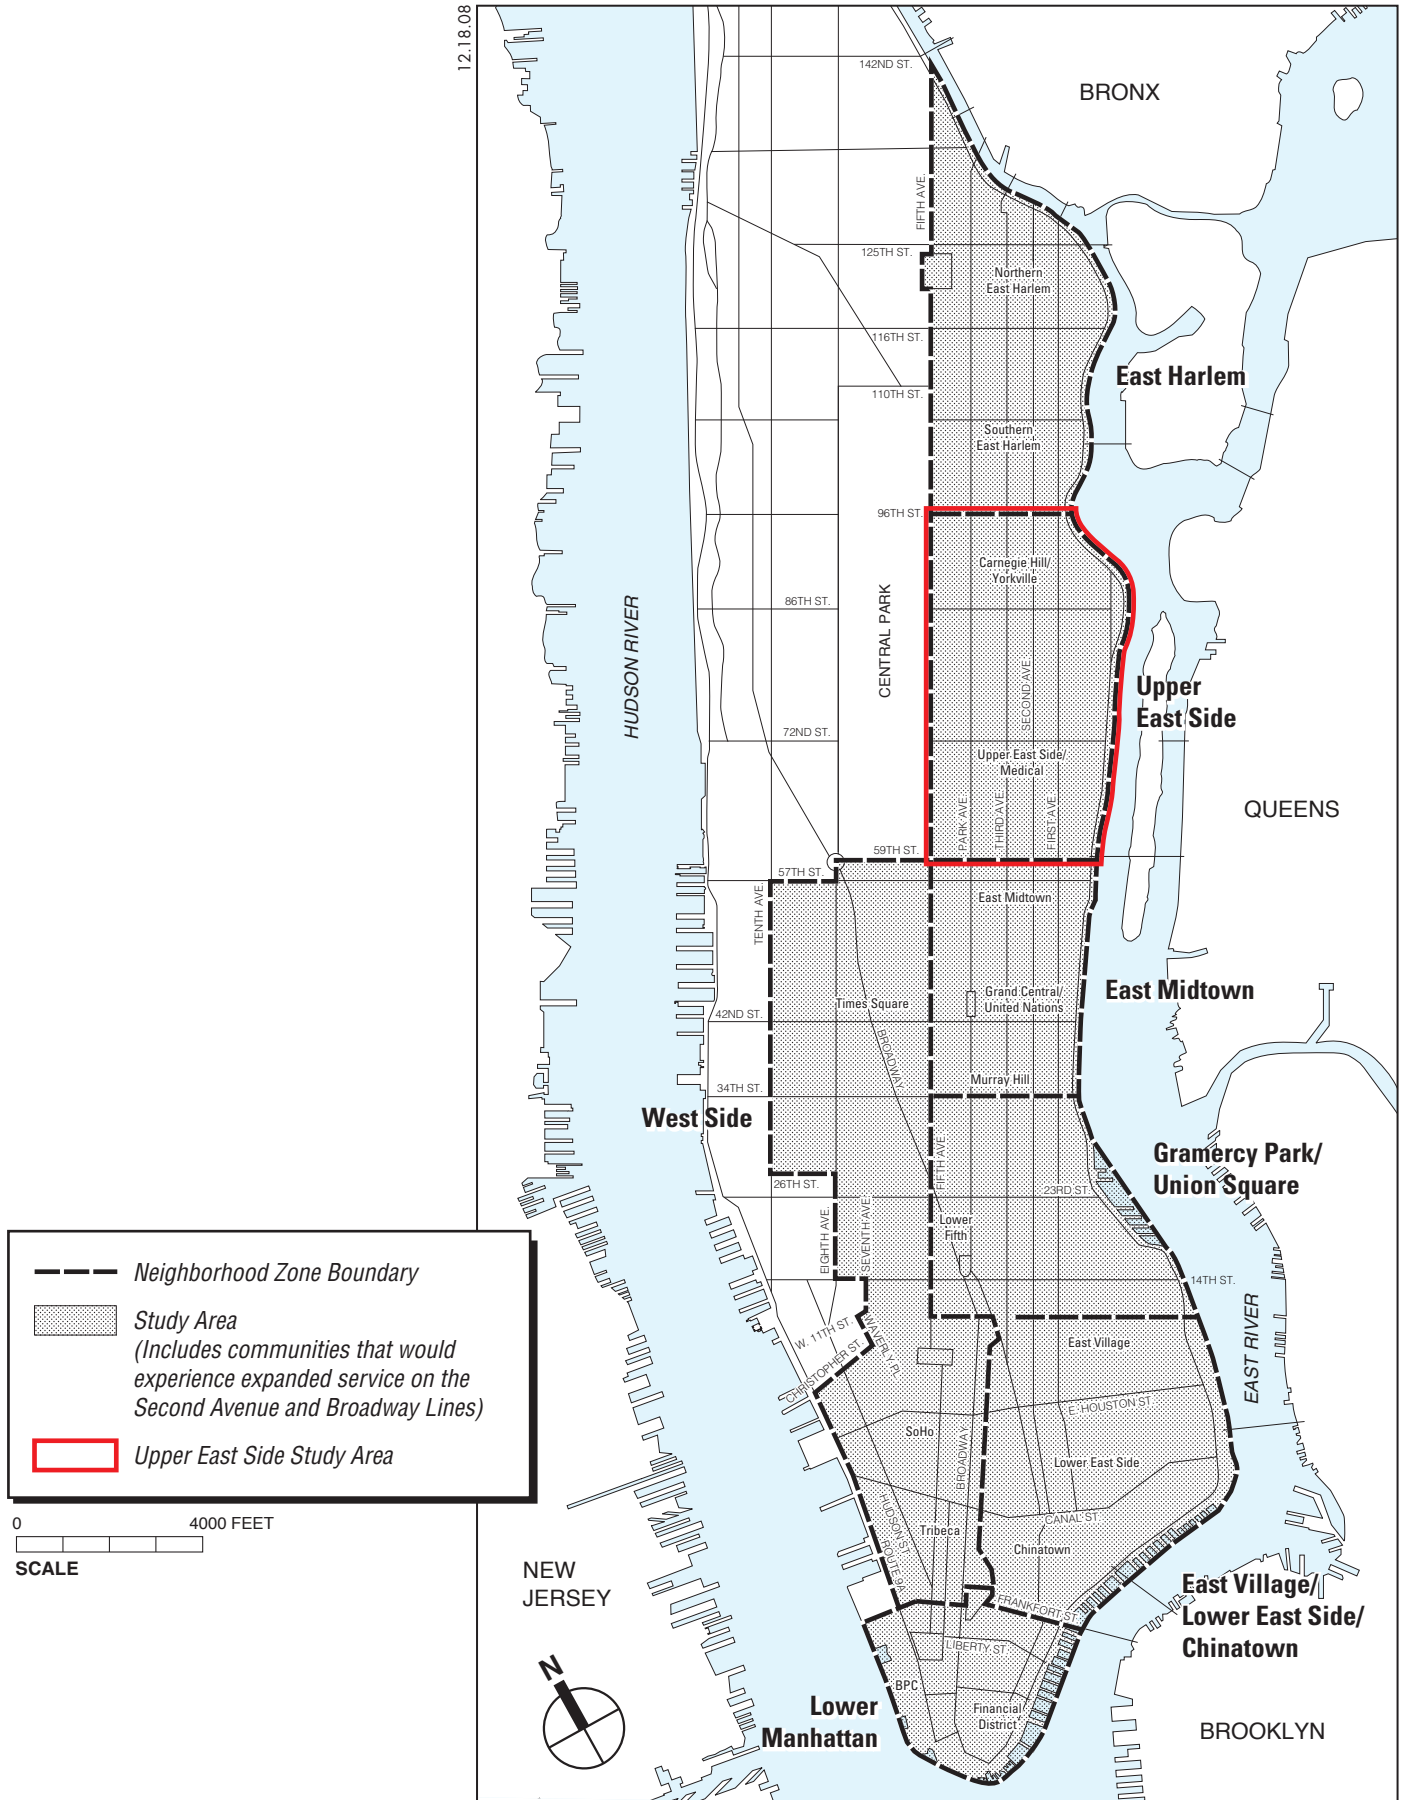 12.18.08
142ND ST.
BRONX
FIFTH AVE.
125TH ST.
Northern
East Harlem
116TH ST.
East Harlem
110TH ST.
Southern
East Harlem
96TH ST.
Carnegie Hill/
Yorkville
86TH ST.
CENTRAL PARK
HUDSON RIVER
SECOND AVE.
Upper
East Side
72ND ST.
Upper East Side/
Medical
QUEENS
PARK AVE.
THIRD AVE.
FIRST AVE.
59TH ST.
57TH ST.
East Midtown
TENTH AVE.
Times Square
Grand Central/
United Nations
East Midtown
42ND ST.
BROADWAY
Murray Hill
34TH ST.
West Side
FIFTH AVE.
Gramercy Park/
Union Square
26TH ST.
23RD ST.
EIGHTH AVE.
SEVENTH AVE.
Lower
Fifth
14TH ST.
Neighborhood Zone Boundary
Study Area
(Includes communities that would
experience expanded service on the
Second Avenue and Broadway Lines)
Upper East Side Study Area
W. 11TH ST.
WAVERLY PL.
CHRISTOPHER ST.
East Village
EAST RIVER
E. HOUSTON ST.
SoHo
BROADWAY
Lower East Side
HUDSON ST.
CANAL ST.
Tribeca
Chinatown
ROUTE 9A
0
4000 FEET
SCALE
NEW
JERSEY
FRANKFORT ST.
East Village/
Lower East Side/
Chinatown
LIBERTY ST.
N
BPC
Lower
Manhattan
Financial
District
BROOKLYN